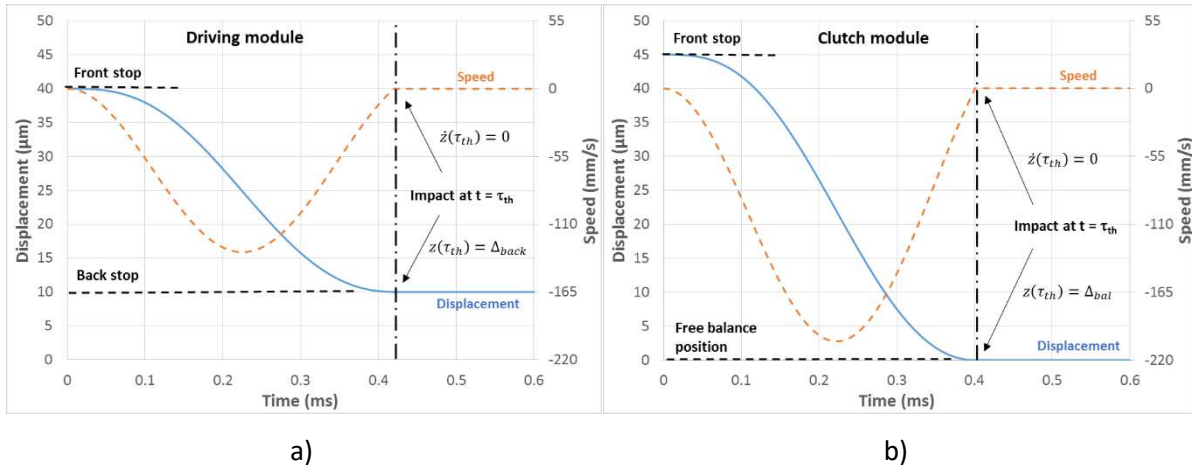 Driving module
Front stop
Speed
ż(τth) = 0
Impact at t = τth
z(τth) = Δback
Back stop
Displacement
Displacement (µm)
50
45
40
35
30
25
20
15
10
5
0
0 0.1 0.2 0.3 0.4 0.5 0.6
Time (ms)
55
0
-55
-110
-165
-220
Speed (mm/s)
a)
Clutch module
Front stop
Speed
ż(τth) = 0
Impact at t = τth
z(τth) = Δbal
Free balance
position
Displacement
Displacement (µm)
50
45
40
35
30
25
20
15
10
5
0
0 0.1 0.2 0.3 0.4 0.5 0.6
Time (ms)
55
0
-55
-110
-165
-220
Speed (mm/s)
b)